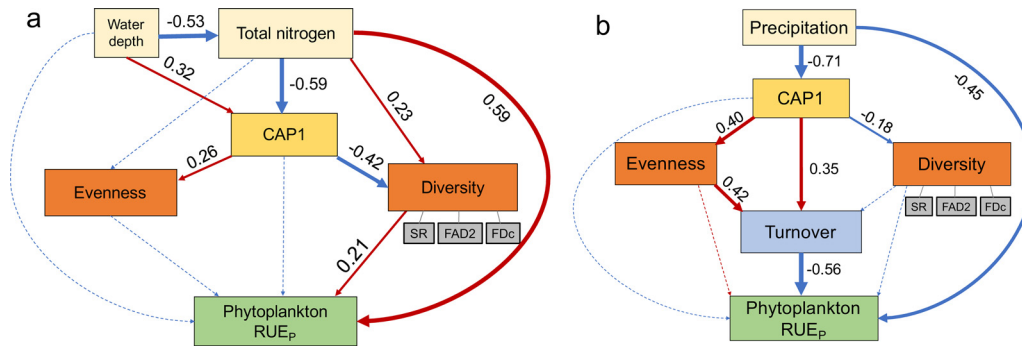 a
Water
depth
-0.53
Total nitrogen
0.32
-0.59
0.23
0.59
CAP1
0.26
-0.42
Evenness
Diversity
SR
FAD2
FDc
0.21
Phytoplankton
RUEP
b
Precipitation
-0.71
-0.45
CAP1
0.40
-0.18
Evenness
0.35
Diversity
0.42
SR
FAD2
FDc
Turnover
-0.56
Phytoplankton
RUEP